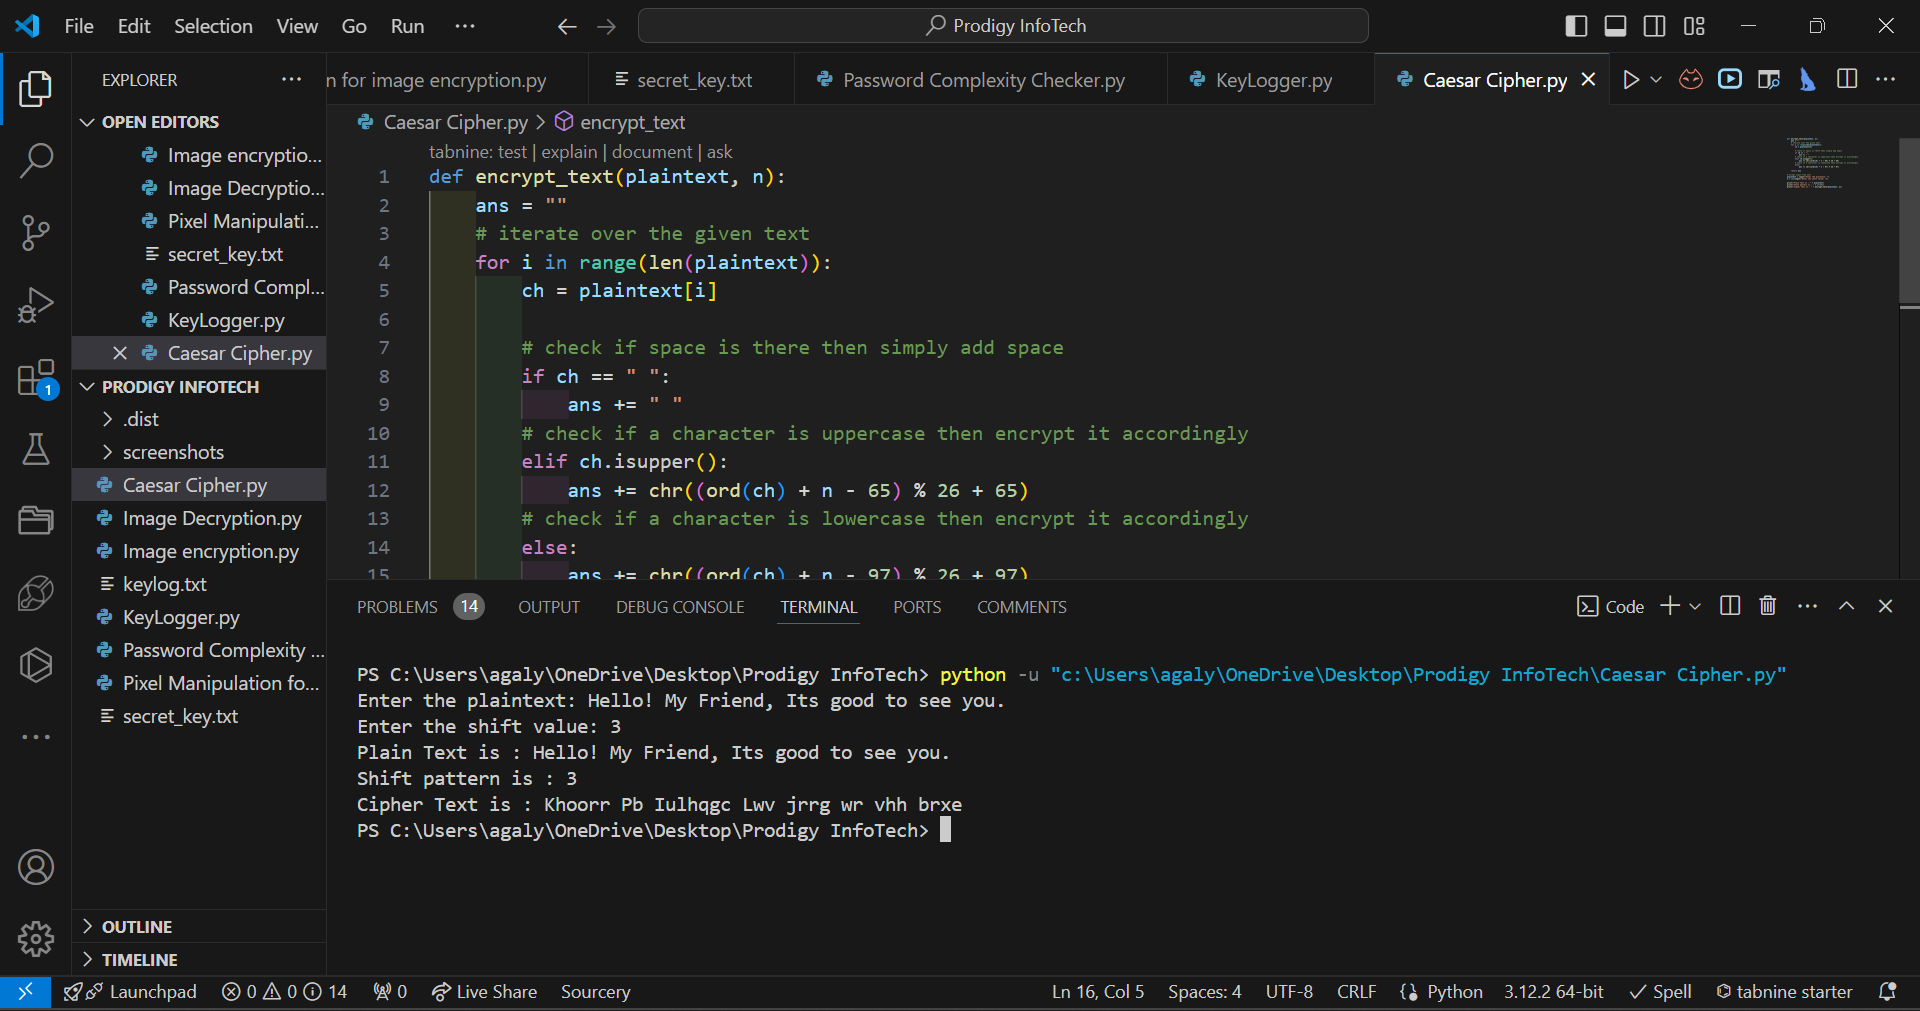 File Edit Selection View Go Run ··· Prodigy InfoTech
EXPLORER ···
n for image encryption.py secret_key.txt Password Complexity Checker.py KeyLogger.py Caesar Cipher.py
OPEN EDITORS
Image encryptio...
Image Decryptio...
Pixel Manipulati...
secret_key.txt
Password Compl...
KeyLogger.py
Caesar Cipher.py
PRODIGY INFOTECH
.dist
screenshots
Caesar Cipher.py
Image Decryption.py
Image encryption.py
keylog.txt
KeyLogger.py
Password Complexity ...
Pixel Manipulation fo...
secret_key.txt
OUTLINE
TIMELINE
1
Caesar Cipher.py > encrypt_text
tabnine: test | explain | document | ask
1 def encrypt_text(plaintext, n):
2 ans = ""
3 # iterate over the given text
4 for i in range(len(plaintext)):
5 ch = plaintext[i]
6
7 # check if space is there then simply add space
8 if ch == " ":
9 ans += " "
10 # check if a character is uppercase then encrypt it accordingly
11 elif ch.isupper():
12 ans += chr((ord(ch) + n - 65) % 26 + 65)
13 # check if a character is lowercase then encrypt it accordingly
14 else:
15 ans += chr((ord(ch) + n - 97) % 26 + 97)
PROBLEMS 14 OUTPUT DEBUG CONSOLE TERMINAL PORTS COMMENTS Code
PS C:\Users\agaly\OneDrive\Desktop\Prodigy InfoTech> python -u "c:\Users\agaly\OneDrive\Desktop\Prodigy InfoTech\Caesar Cipher.py"
Enter the plaintext: Hello! My Friend, Its good to see you.
Enter the shift value: 3
Plain Text is : Hello! My Friend, Its good to see you.
Shift pattern is : 3
Cipher Text is : Khoorr Pb Iulhqgc Lwv jrrg wr vhh brxe
PS C:\Users\agaly\OneDrive\Desktop\Prodigy InfoTech>
Launchpad 0 0 14 0 Live Share Sourcery Ln 16, Col 5 Spaces: 4 UTF-8 CRLF Python 3.12.2 64-bit Spell tabnine starter